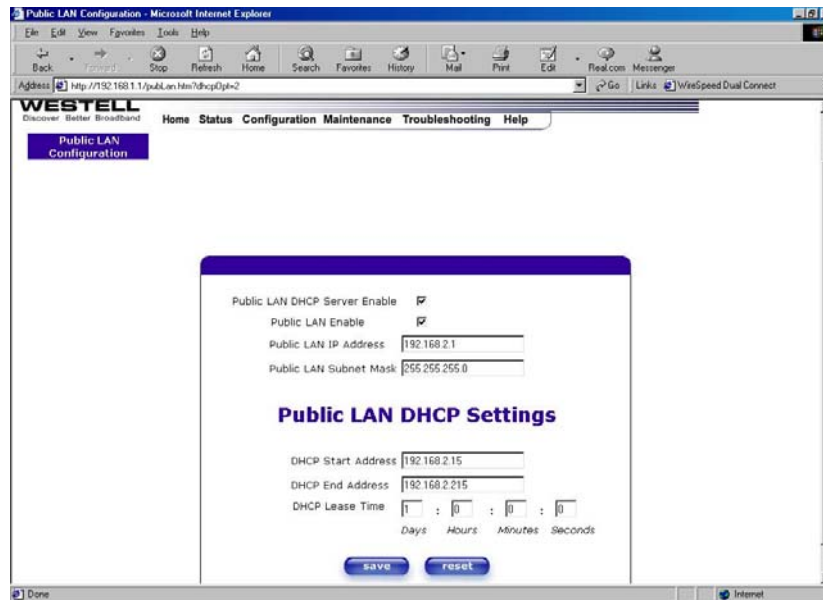 Public LAN Configuration - Microsoft Internet Explorer
File Edit View Favorites Tools Help
Back Forward Stop Refresh Home Search Favorites History Mail Print Edit Real.com Messenger
Address http://192.168.1.1/pubLan.htm?dhcpOpt=2 Go Links WireSpeed Dual Connect
WESTELL
Discover Better Broadband
Home Status Configuration Maintenance Troubleshooting Help
Public LAN
Configuration
Public LAN DHCP Server Enable
Public LAN Enable
Public LAN IP Address 192.168.2.1
Public LAN Subnet Mask 255.255.255.0
Public LAN DHCP Settings
DHCP Start Address 192.168.2.15
DHCP End Address 192.168.2.215
DHCP Lease Time 1 : 0 : 0 : 0
Days Hours Minutes Seconds
save reset
Done Internet